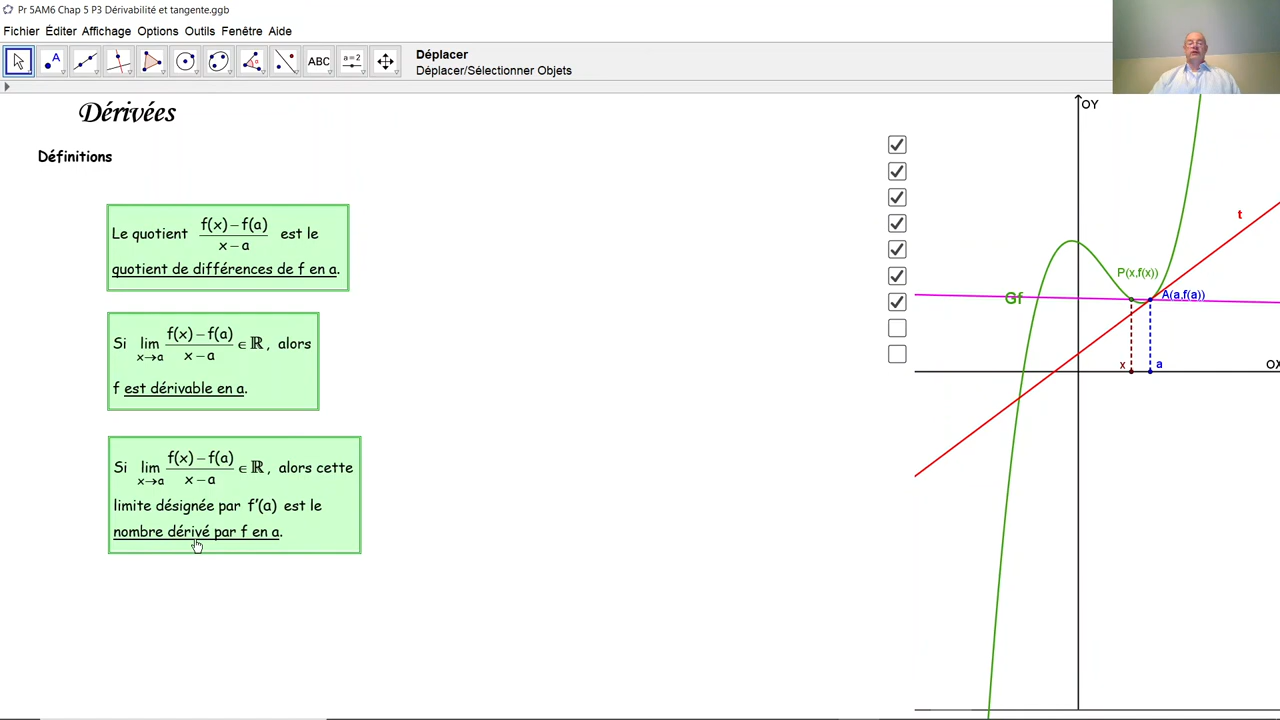 Pr 5AM6 Chap 5 P3 Dérivabilité et tangente.ggb
Fichier Éditer Affichage Options Outils Fenêtre Aide
A
ABC
a=2
Déplacer
Déplacer/Sélectionner Objets
Dérivées
Définitions
Le quotient (f(x) – f(a))/(x – a) est le
quotient de différences de f en a.
Si lim x→a (f(x) – f(a))/(x – a) ∈ ℝ, alors
f est dérivable en a.
Si lim x→a (f(x) – f(a))/(x – a) ∈ ℝ, alors cette
limite désignée par f'(a) est le
nombre dérivé par f en a.
OY
t
P(x,f(x))
Gf
A(a,f(a))
x
a
OX